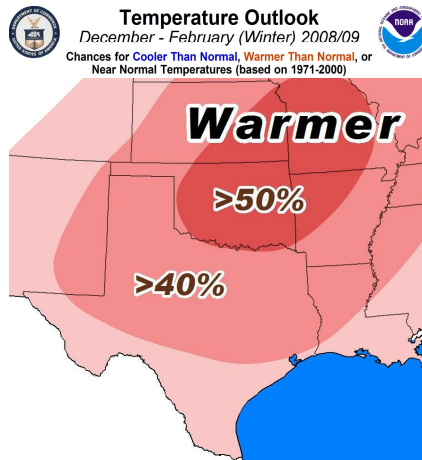 Temperature Outlook
December - February (Winter) 2008/09
Chances for Cooler Than Normal, Warmer Than Normal, or
Near Normal Temperatures (based on 1971-2000)
NOAA
Warmer
>50%
>40%